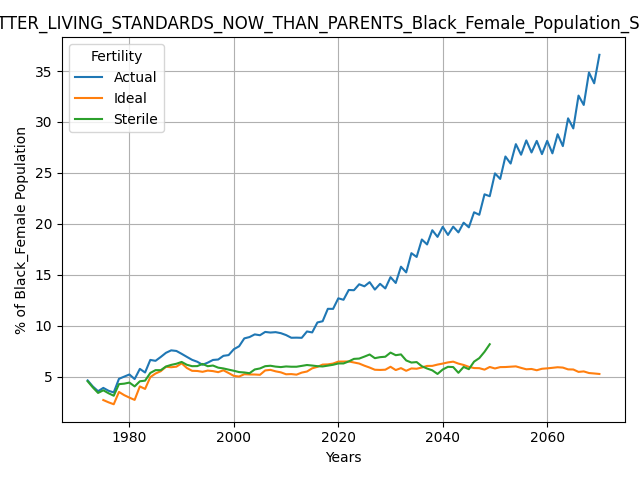 TTER_LIVING_STANDARDS_NOW_THAN_PARENTS_Black_Female_Population_S
Fertility
Actual
Ideal
Sterile
% of Black_Female Population
35
30
25
20
15
10
5
1980 2000 2020 2040 2060
Years